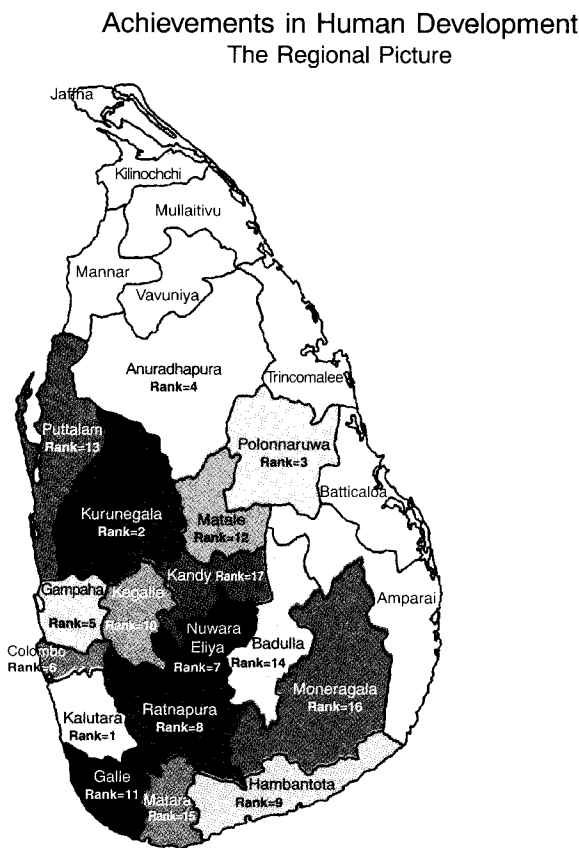 Achievements in Human Development
The Regional Picture
Jaffna
Kilinochchi
Mullaitivu
Mannar
Vavuniya
Anuradhapura
Rank=4
Trincomalee
Puttalam
Rank=13
Polonnaruwa
Rank=3
Batticaloa
Kurunegala
Rank=2
Matale
Rank=12
Kandy Rank=17
Gampaha
Rank=5
Kegalle
Rank=10
Amparai
Nuwara
Eliya
Rank=7
Badulla
Rank=14
Colombo
Rank=6
Moneragala
Rank=16
Kalutara
Rank=1
Ratnapura
Rank=8
Galle
Rank=11
Matara
Rank=15
Hambantota
Rank=9